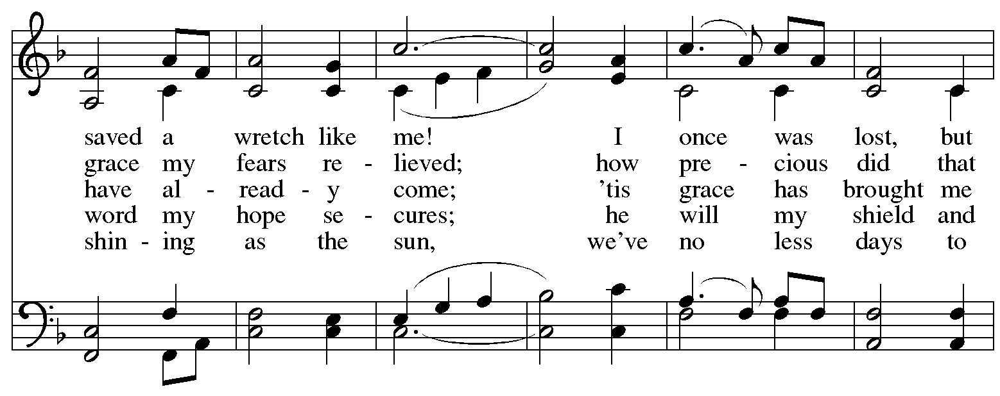 saved a wretch like me! I once was lost, but
grace my fears re - lieved; how pre - cious did that
have al - read - y come; ’tis grace has brought me
word my hope se - cures; he will my shield and
shin - ing as the sun, we’ve no less days to